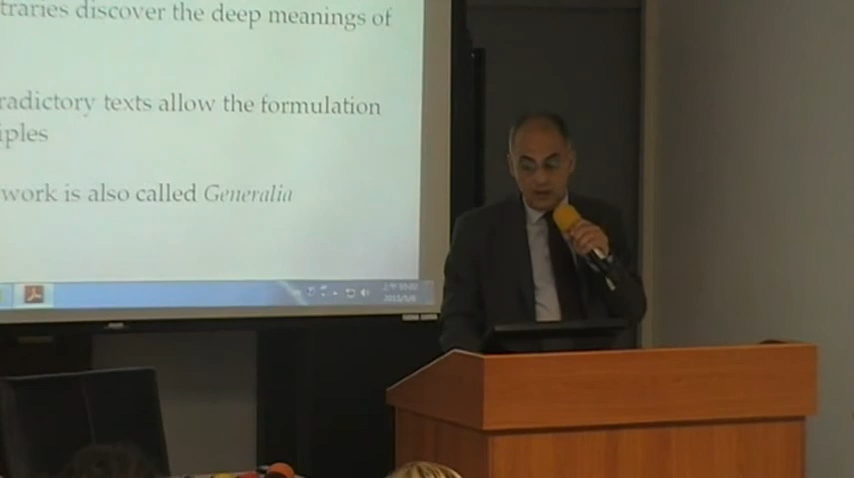 traries discover the deep meanings of
radictory texts allow the formulation
iples
work is also called Generalia